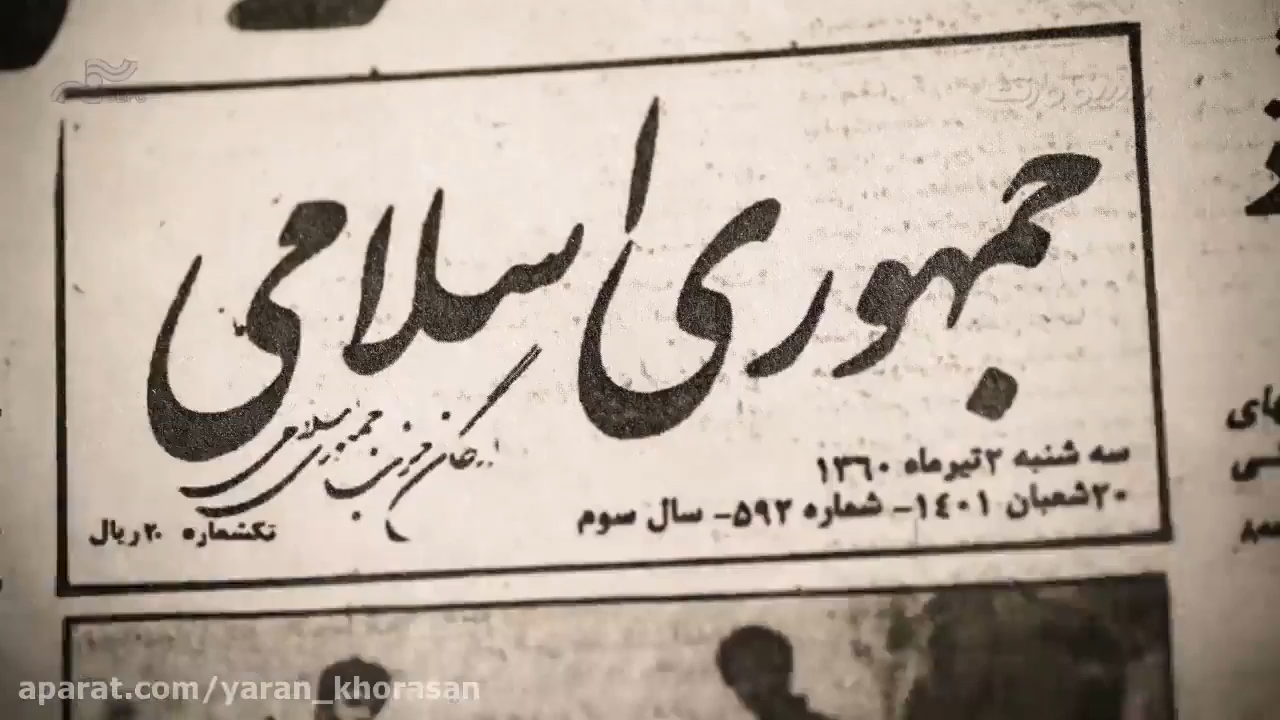 جمهوری اسلامی
ارگان حزب جمهوری اسلامی
سه شنبه ۲ تیرماه ۱۳۶۰
۲۰ شعبان ۱۴۰۱- شماره ۵۹۲- سال سوم
تکشماره ۲۰ ریال
aparat.com/yaran_khorasan